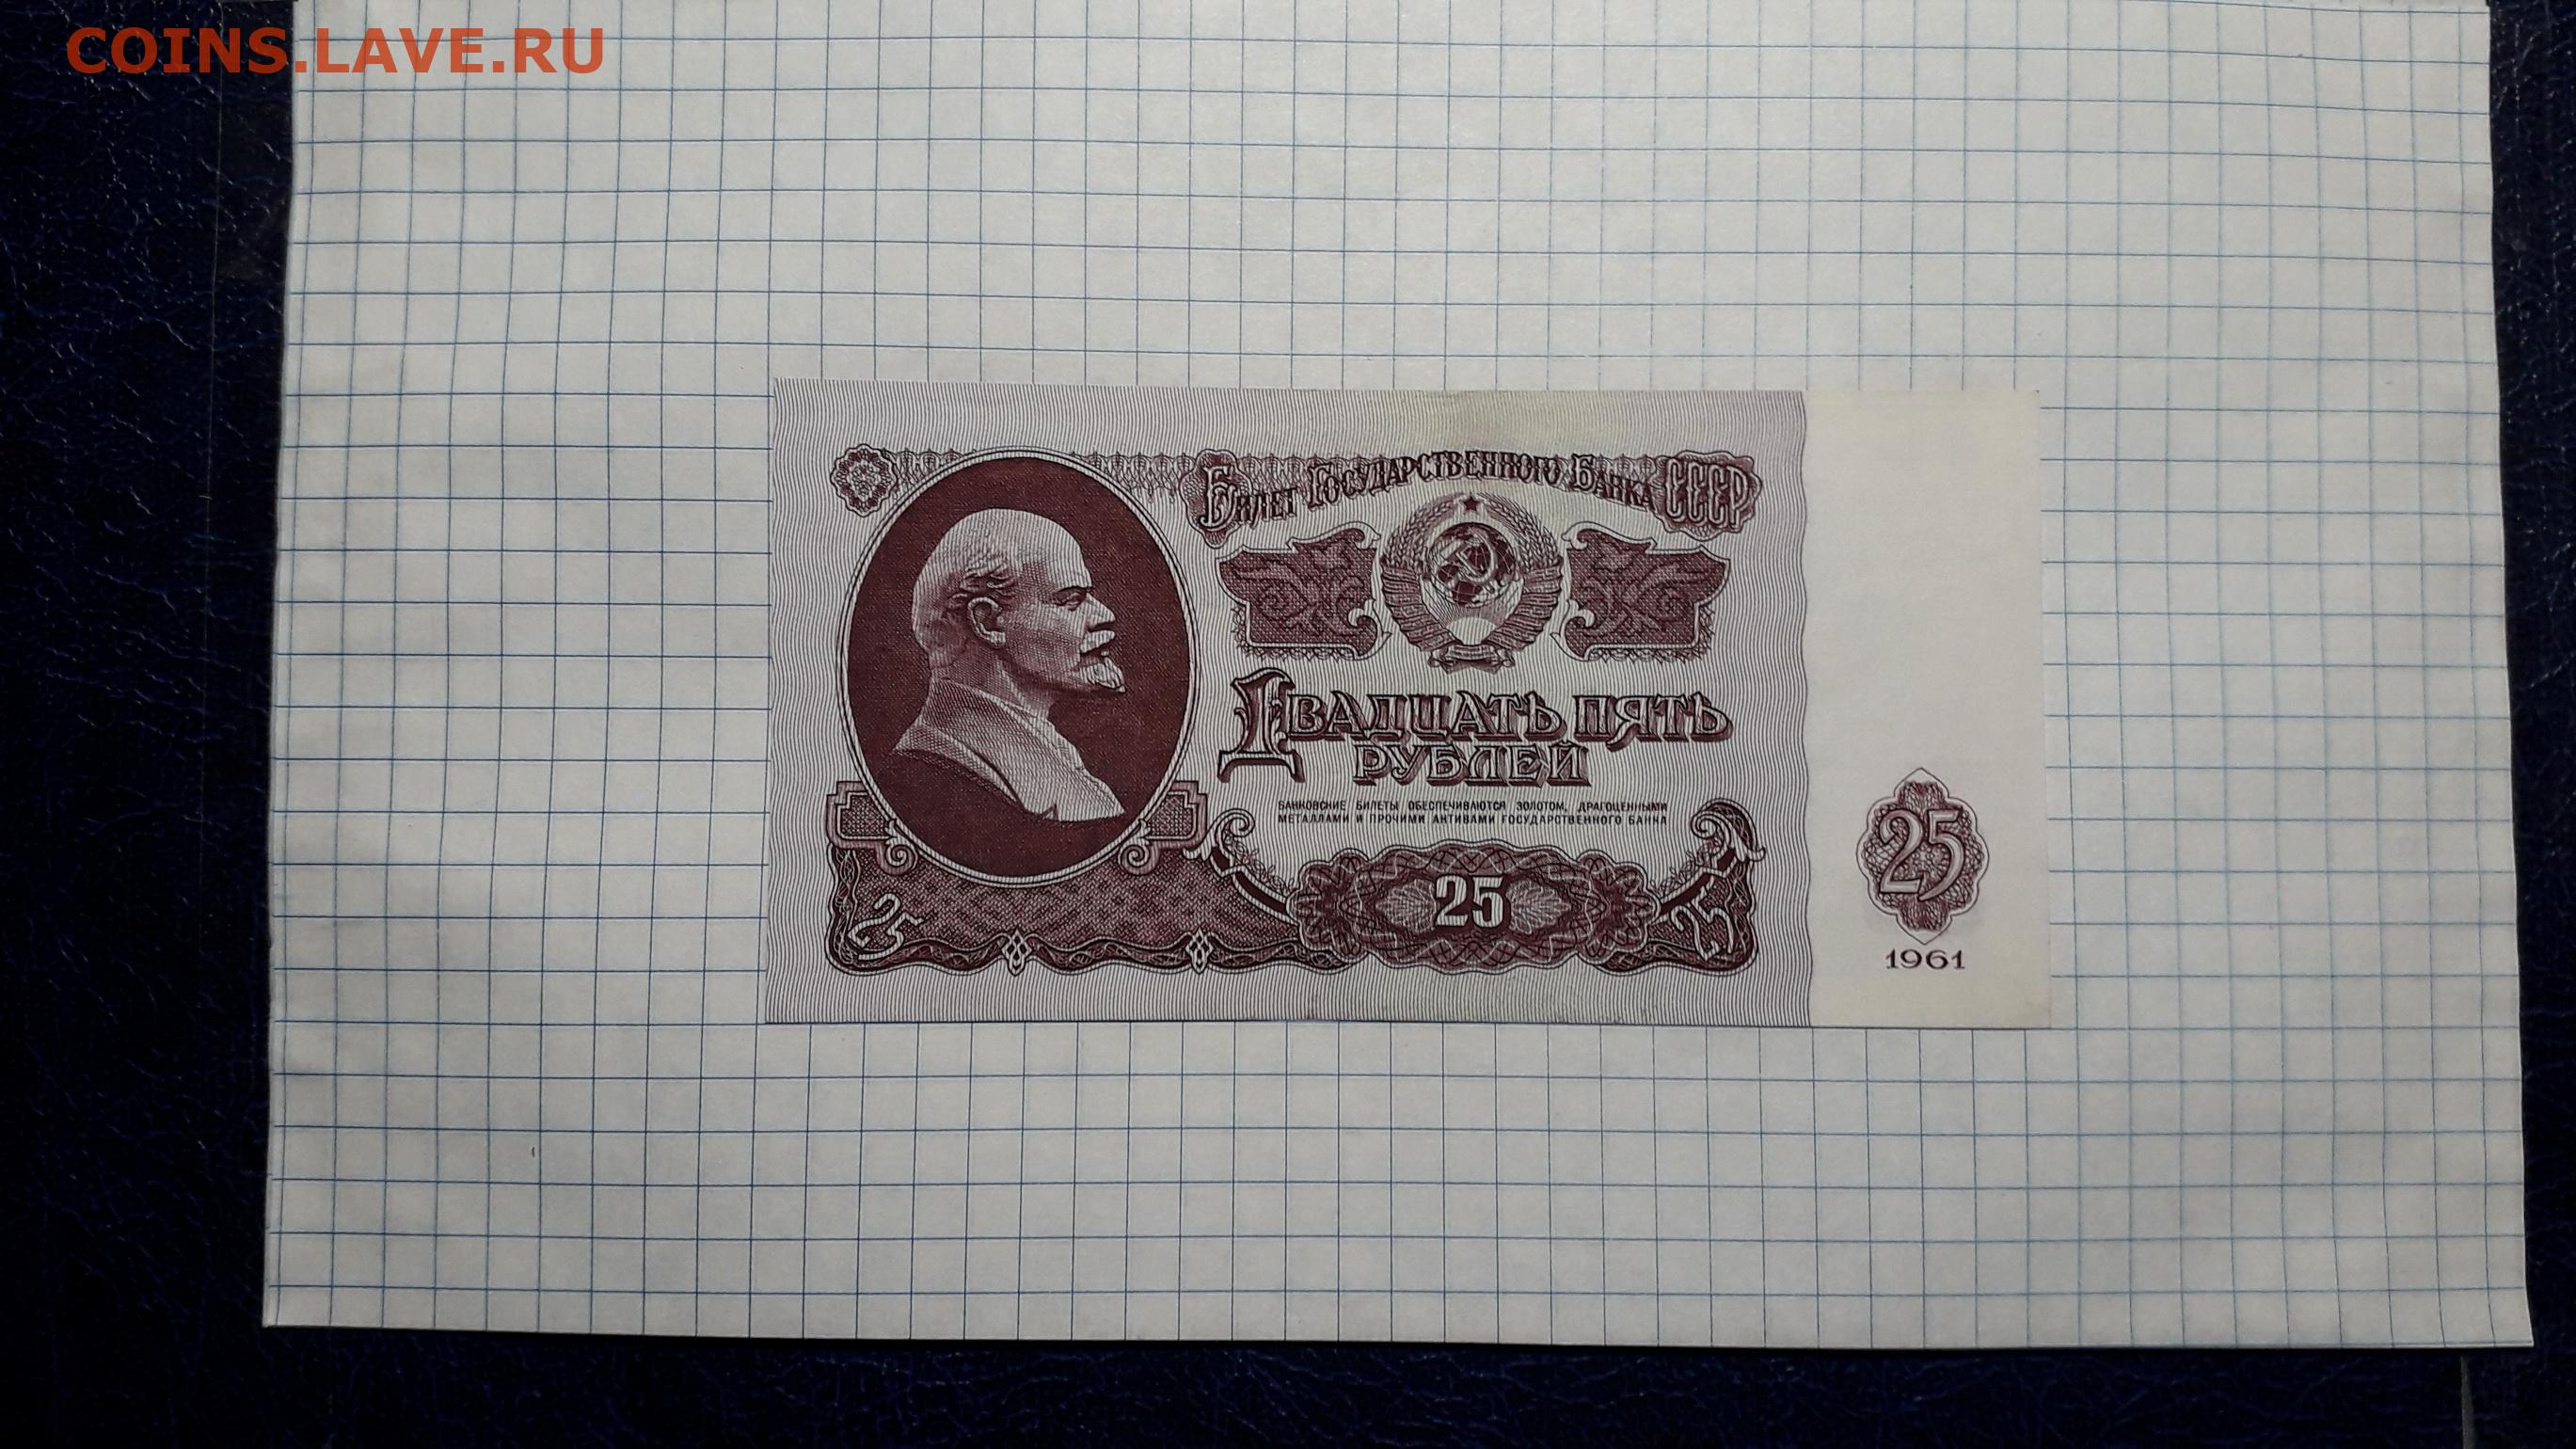 COINS.LAVE.RU
Билет Государственного Банка СССР
Двадцать пять
рублей
БАНКОВСКИЕ БИЛЕТЫ ОБЕСПЕЧИВАЮТСЯ ЗОЛОТОМ, ДРАГОЦЕННЫМИ
МЕТАЛЛАМИ И ПРОЧИМИ АКТИВАМИ ГОСУДАРСТВЕННОГО БАНКА
25
25
25
25
1961